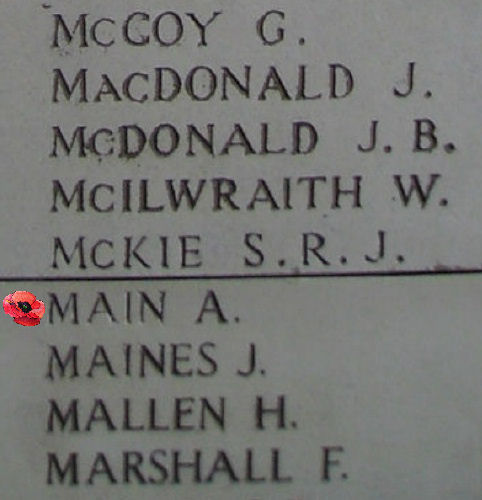 McCOY G.
MacDONALD J.
McDONALD J. B.
McILWRAITH W.
McKIE S. R. J.
MAIN A.
MAINES J.
MALLEN H.
MARSHALL F.